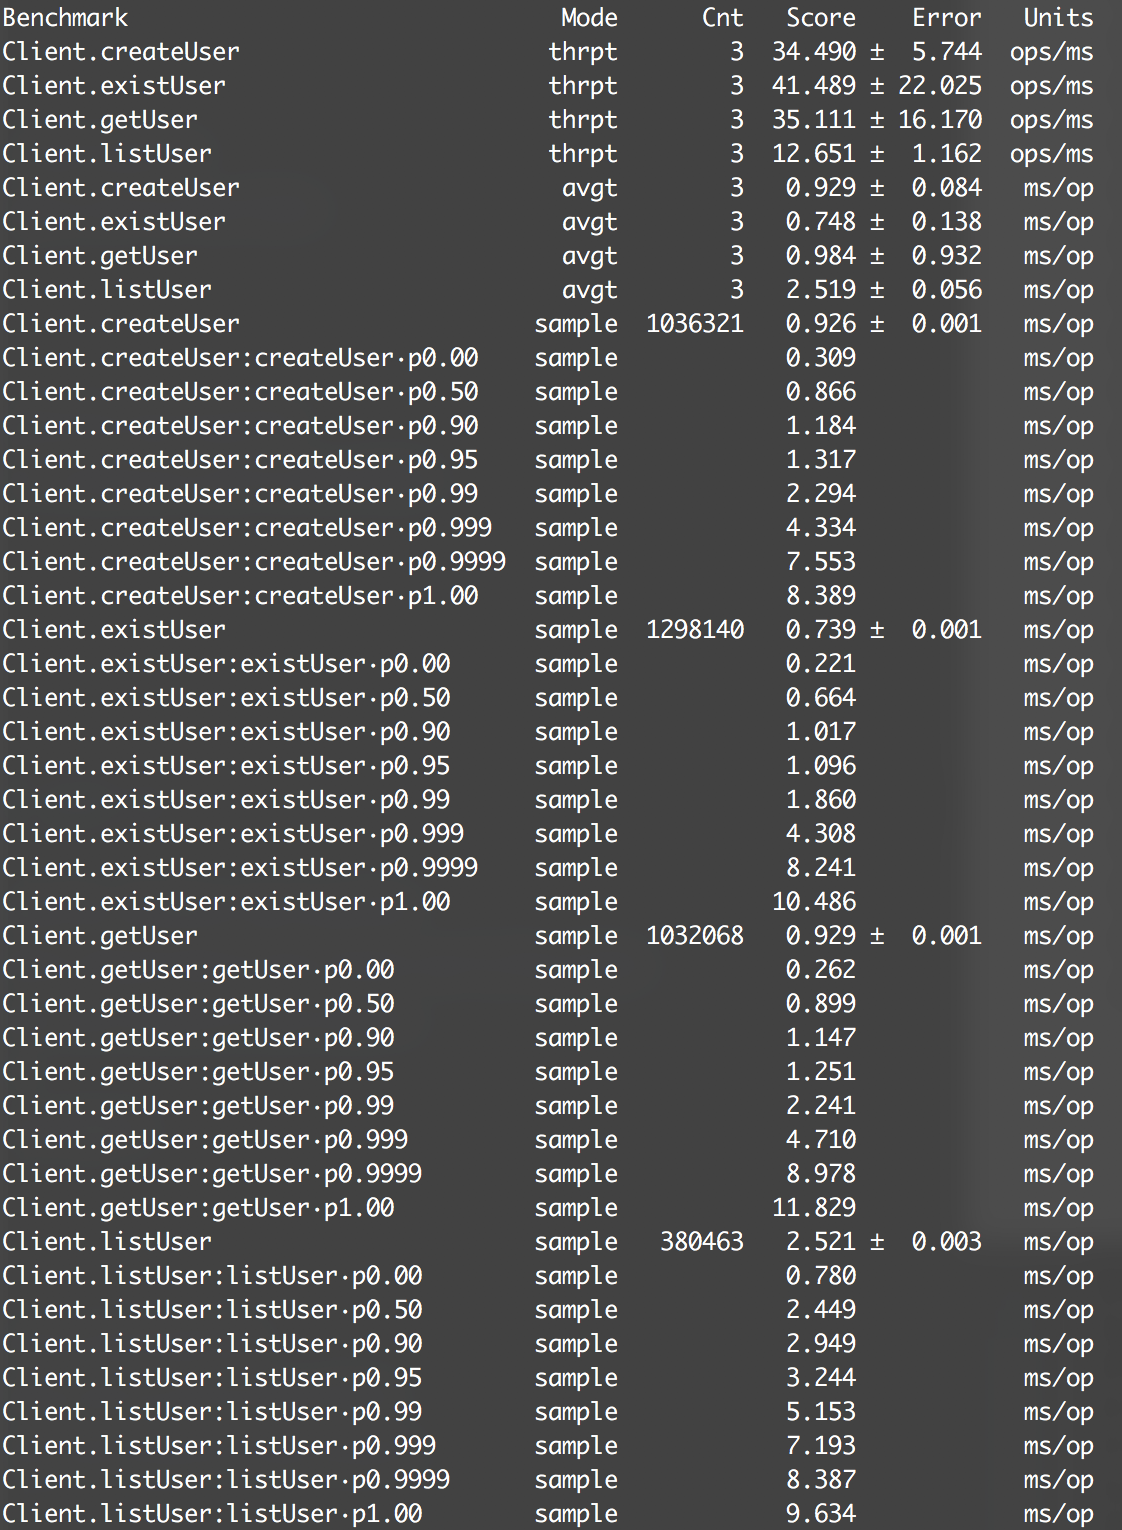 Benchmark Mode Cnt Score Error Units
Client.createUser thrpt 3 34.490 ± 5.744 ops/ms
Client.existUser thrpt 3 41.489 ± 22.025 ops/ms
Client.getUser thrpt 3 35.111 ± 16.170 ops/ms
Client.listUser thrpt 3 12.651 ± 1.162 ops/ms
Client.createUser avgt 3 0.929 ± 0.084 ms/op
Client.existUser avgt 3 0.748 ± 0.138 ms/op
Client.getUser avgt 3 0.984 ± 0.932 ms/op
Client.listUser avgt 3 2.519 ± 0.056 ms/op
Client.createUser sample 1036321 0.926 ± 0.001 ms/op
Client.createUser:createUser·p0.00 sample 0.309 ms/op
Client.createUser:createUser·p0.50 sample 0.866 ms/op
Client.createUser:createUser·p0.90 sample 1.184 ms/op
Client.createUser:createUser·p0.95 sample 1.317 ms/op
Client.createUser:createUser·p0.99 sample 2.294 ms/op
Client.createUser:createUser·p0.999 sample 4.334 ms/op
Client.createUser:createUser·p0.9999 sample 7.553 ms/op
Client.createUser:createUser·p1.00 sample 8.389 ms/op
Client.existUser sample 1298140 0.739 ± 0.001 ms/op
Client.existUser:existUser·p0.00 sample 0.221 ms/op
Client.existUser:existUser·p0.50 sample 0.664 ms/op
Client.existUser:existUser·p0.90 sample 1.017 ms/op
Client.existUser:existUser·p0.95 sample 1.096 ms/op
Client.existUser:existUser·p0.99 sample 1.860 ms/op
Client.existUser:existUser·p0.999 sample 4.308 ms/op
Client.existUser:existUser·p0.9999 sample 8.241 ms/op
Client.existUser:existUser·p1.00 sample 10.486 ms/op
Client.getUser sample 1032068 0.929 ± 0.001 ms/op
Client.getUser:getUser·p0.00 sample 0.262 ms/op
Client.getUser:getUser·p0.50 sample 0.899 ms/op
Client.getUser:getUser·p0.90 sample 1.147 ms/op
Client.getUser:getUser·p0.95 sample 1.251 ms/op
Client.getUser:getUser·p0.99 sample 2.241 ms/op
Client.getUser:getUser·p0.999 sample 4.710 ms/op
Client.getUser:getUser·p0.9999 sample 8.978 ms/op
Client.getUser:getUser·p1.00 sample 11.829 ms/op
Client.listUser sample 380463 2.521 ± 0.003 ms/op
Client.listUser:listUser·p0.00 sample 0.780 ms/op
Client.listUser:listUser·p0.50 sample 2.449 ms/op
Client.listUser:listUser·p0.90 sample 2.949 ms/op
Client.listUser:listUser·p0.95 sample 3.244 ms/op
Client.listUser:listUser·p0.99 sample 5.153 ms/op
Client.listUser:listUser·p0.999 sample 7.193 ms/op
Client.listUser:listUser·p0.9999 sample 8.387 ms/op
Client.listUser:listUser·p1.00 sample 9.634 ms/op